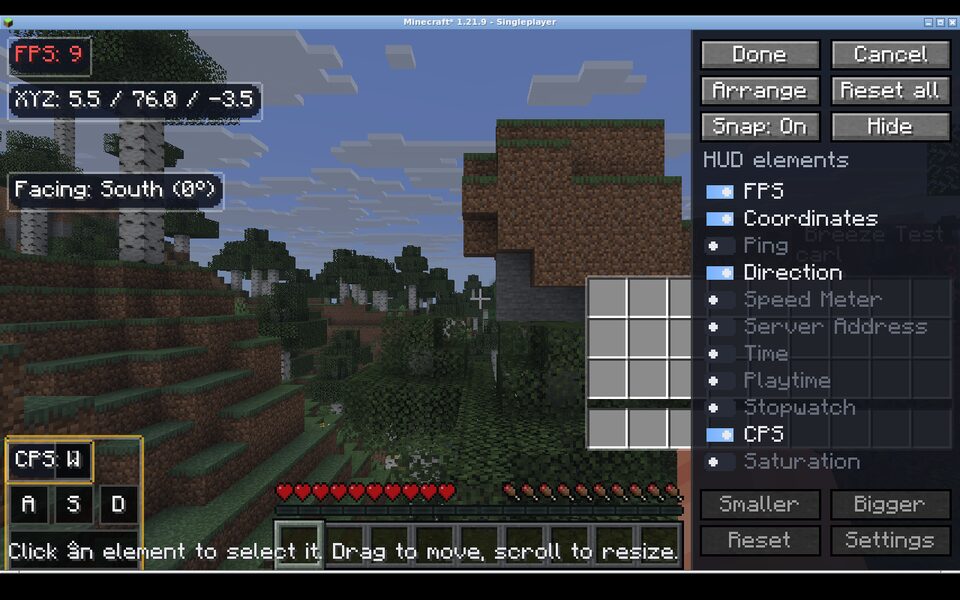 Minecraft* 1.21.9 - Singleplayer
FPS: 9
XYZ: 5.5 / 76.0 / -3.5
Facing: South (0°)
CPS: W
A S D
Click an element to select it. Drag to move, scroll to resize.
Done Cancel
Arrange Reset all
Snap: On Hide
HUD elements
FPS
Coordinates
Ping
Breeze Test
Direction
Speed Meter
Server Address
Time
Playtime
Stopwatch
CPS
Saturation
Smaller Bigger
Reset Settings